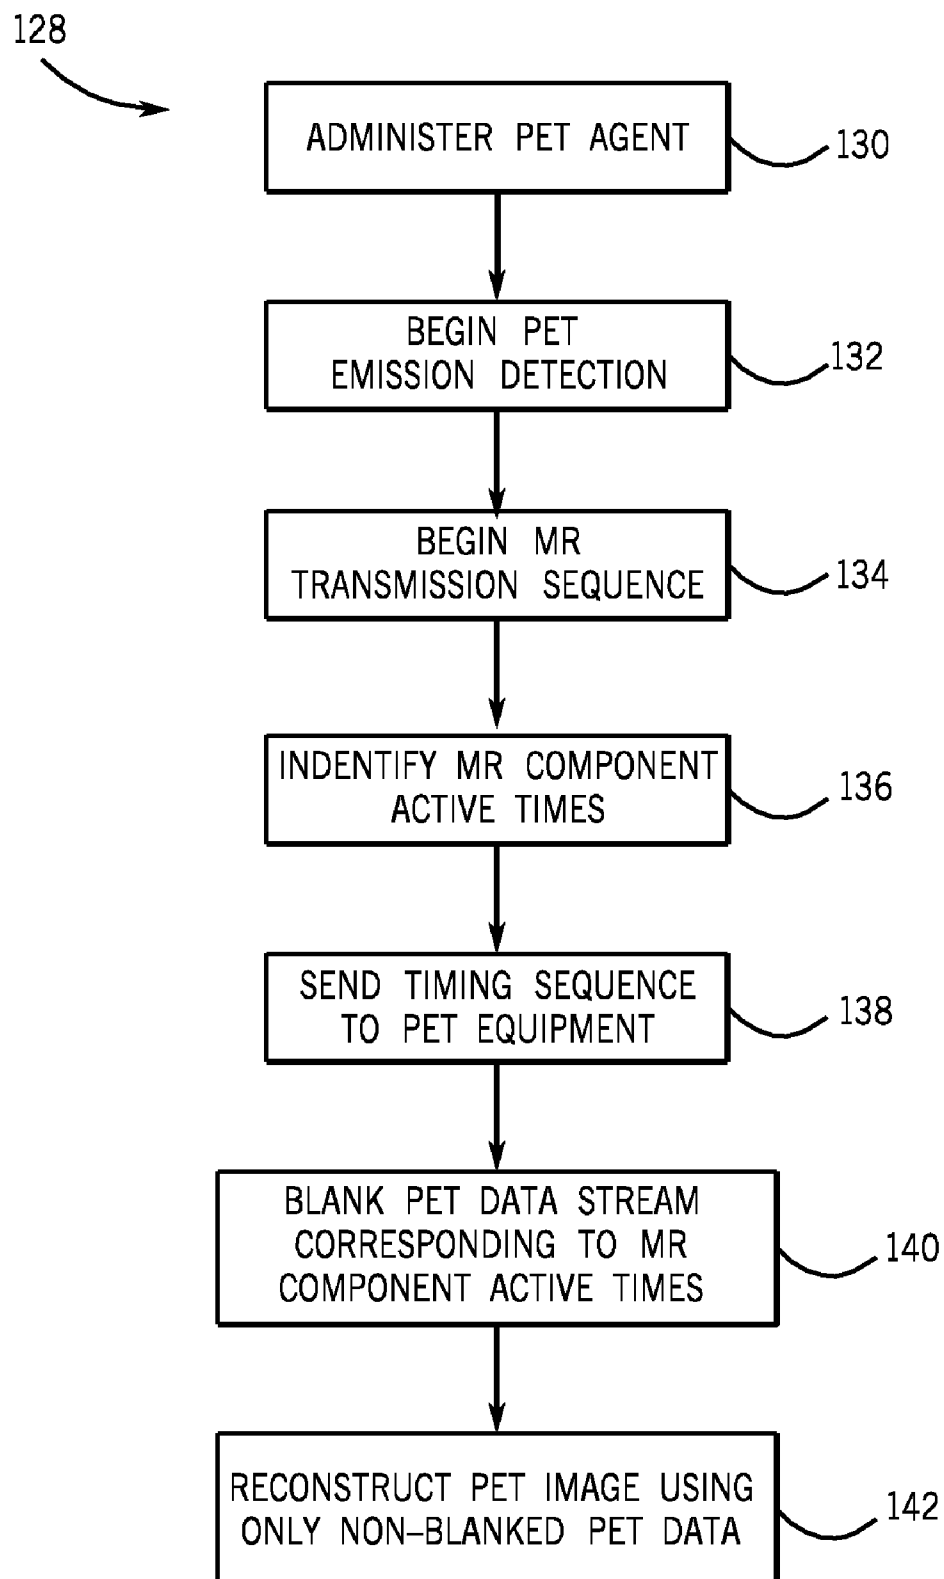 128
ADMINISTER PET AGENT
130
BEGIN PET
EMISSION DETECTION
132
BEGIN MR
TRANSMISSION SEQUENCE
134
INDENTIFY MR COMPONENT
ACTIVE TIMES
136
SEND TIMING SEQUENCE
TO PET EQUIPMENT
138
BLANK PET DATA STREAM
CORRESPONDING TO MR
COMPONENT ACTIVE TIMES
140
RECONSTRUCT PET IMAGE USING
ONLY NON-BLANKED PET DATA
142